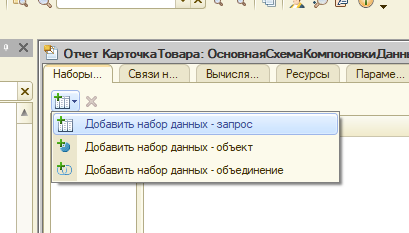 Отчет КарточкаТовара: ОсновнаяСхемаКомпоновкиДанн
Наборы... Связи н... Вычисля... Ресурсы Параме...
Добавить набор данных - запрос
Добавить набор данных - объект
Добавить набор данных - объединение